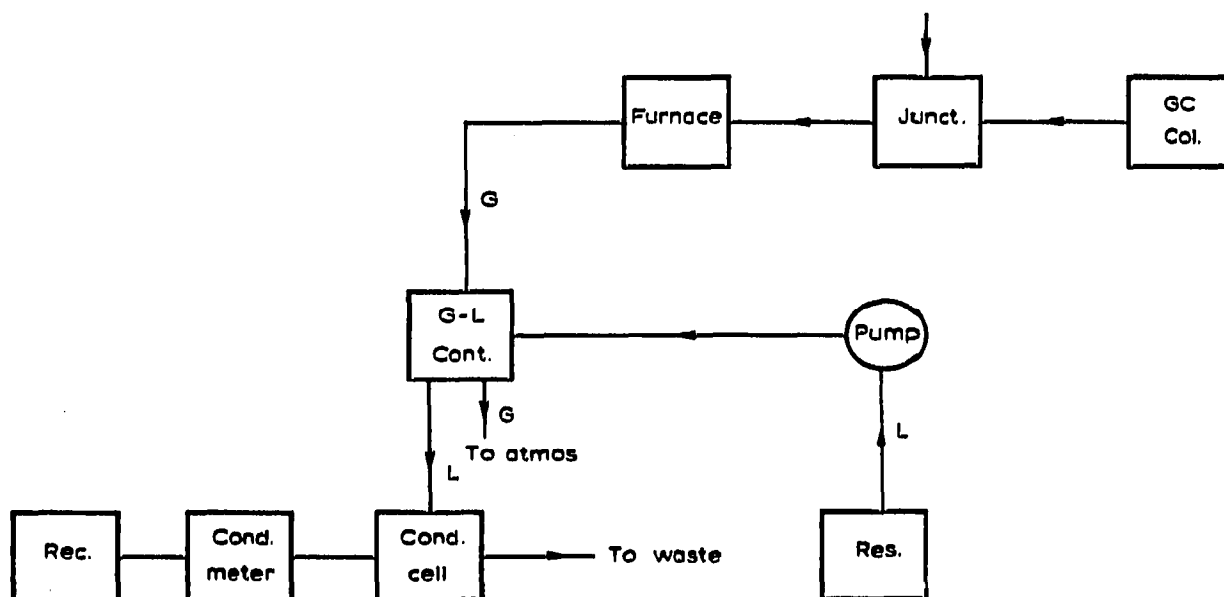 Furnace
Junct.
GC
Col.
G
G-L
Cont.
Pump
G
To atmos
L
L
Rec.
Cond.
meter
Cond.
cell
To waste
Res.